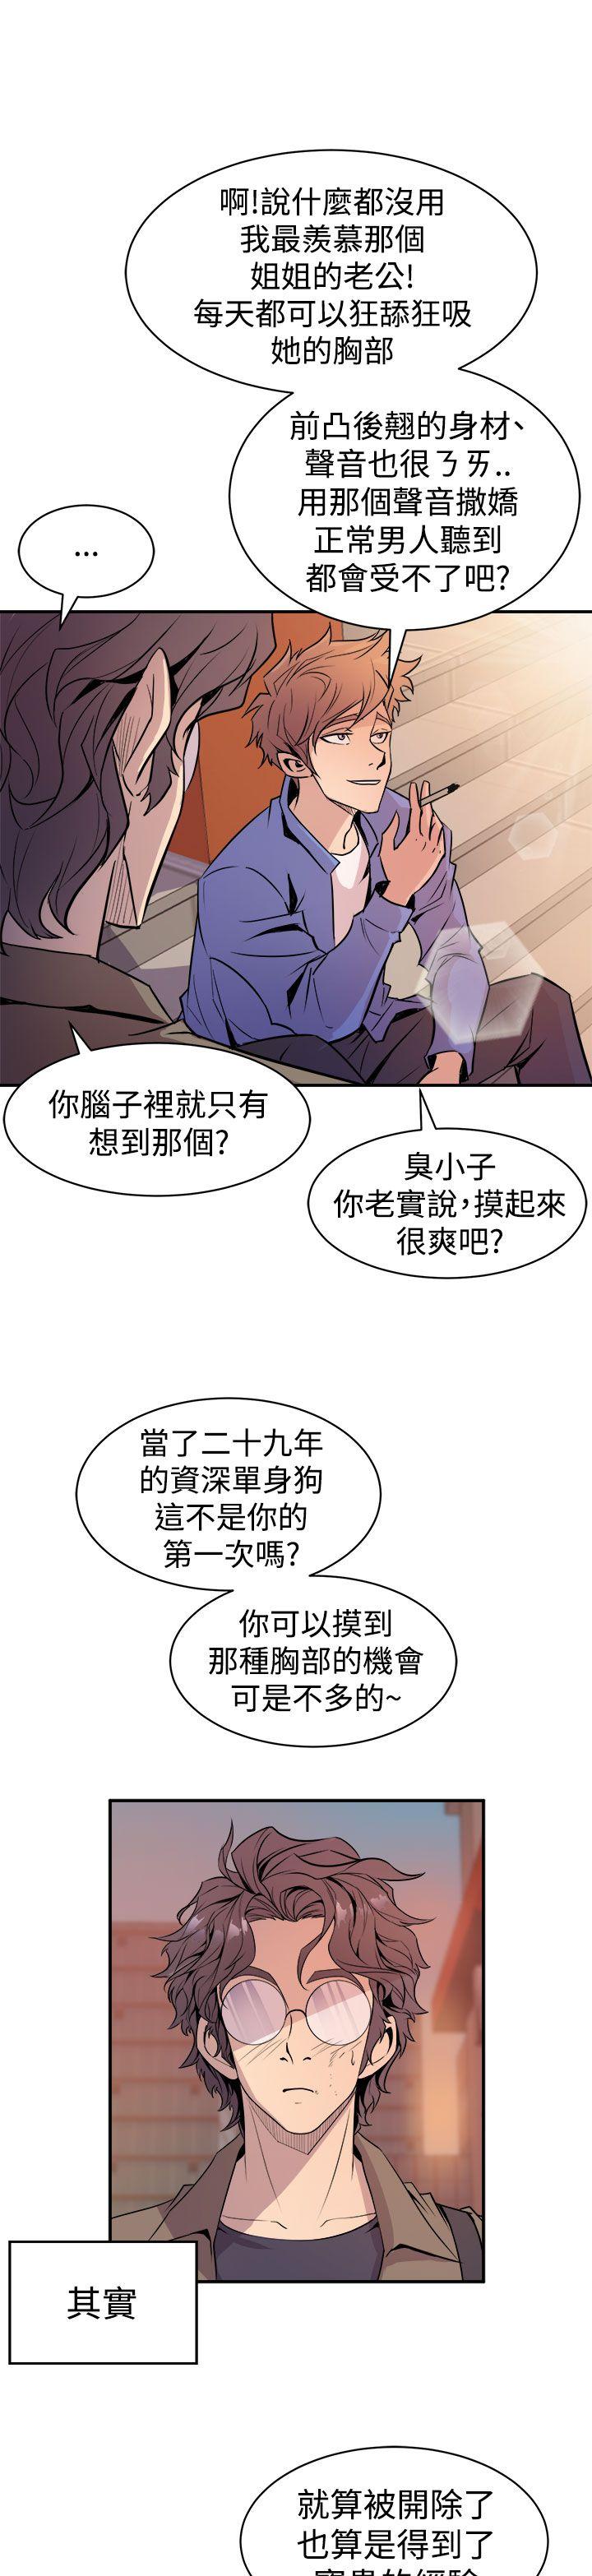 啊!說什麼都沒用
我最羨慕那個
姐姐的老公!
每天都可以狂舔狂吸
她的胸部
前凸後翹的身材、
聲音也很ㄋㄞ..
用那個聲音撒嬌
正常男人聽到
都會受不了吧?
...
你腦子裡就只有
想到那個?
臭小子
你老實說,摸起來
很爽吧?
當了二十九年
的資深單身狗
這不是你的
第一次嗎?
你可以摸到
那種胸部的機會
可是不多的~
其實
就算被開除了
也算是得到了